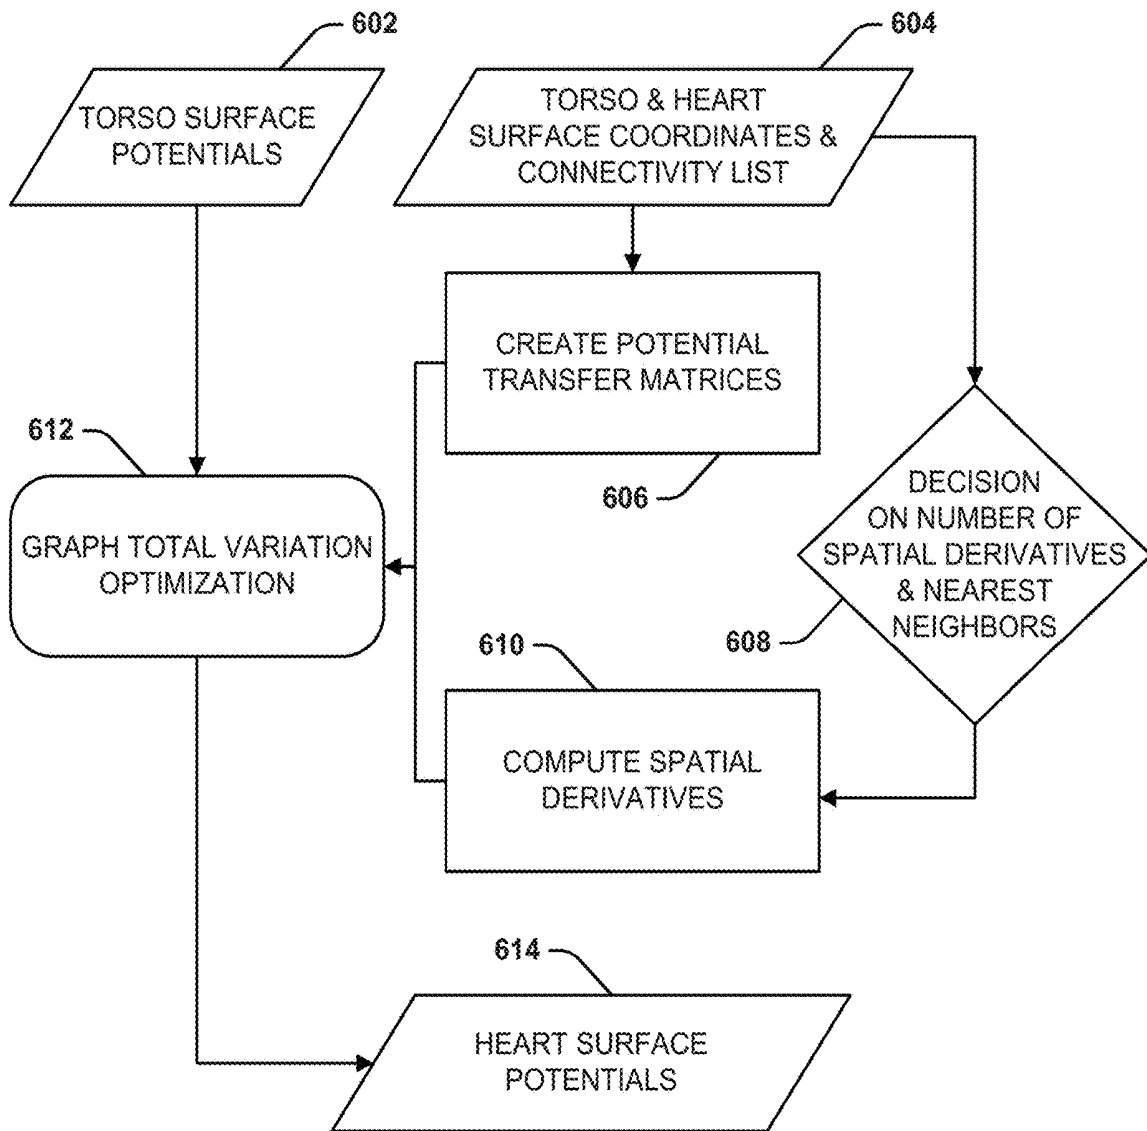 602
TORSO SURFACE
POTENTIALS
604
TORSO & HEART
SURFACE COORDINATES &
CONNECTIVITY LIST
CREATE POTENTIAL
TRANSFER MATRICES
606
DECISION
ON NUMBER OF
SPATIAL DERIVATIVES
& NEAREST
NEIGHBORS
608
612
GRAPH TOTAL VARIATION
OPTIMIZATION
610
COMPUTE SPATIAL
DERIVATIVES
614
HEART SURFACE
POTENTIALS